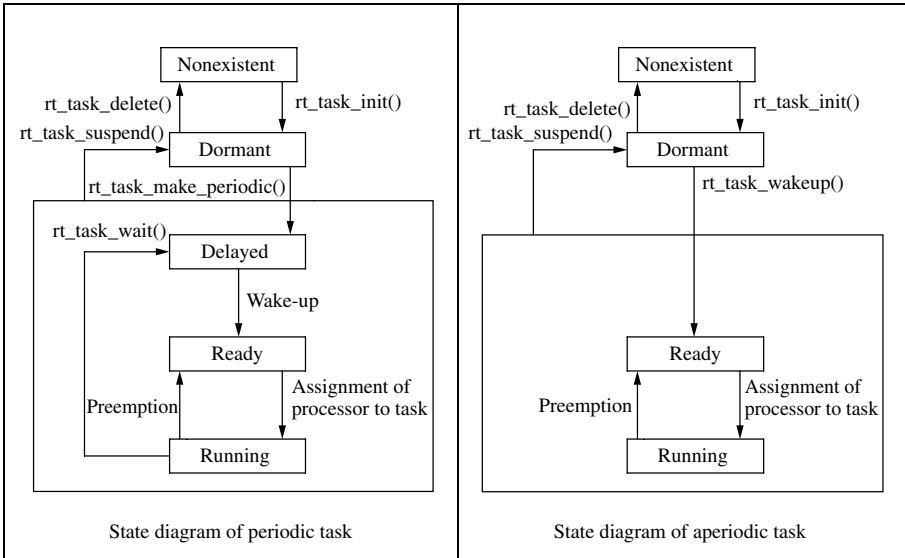 Nonexistent
rt_task_delete()
rt_task_init()
rt_task_suspend()
Dormant
rt_task_make_periodic()
rt_task_wait()
Delayed
Wake-up
Ready
Preemption
Assignment of
processor to task
Running
State diagram of periodic task
Nonexistent
rt_task_delete()
rt_task_init()
rt_task_suspend()
Dormant
rt_task_wakeup()
Ready
Preemption
Assignment of
processor to task
Running
State diagram of aperiodic task